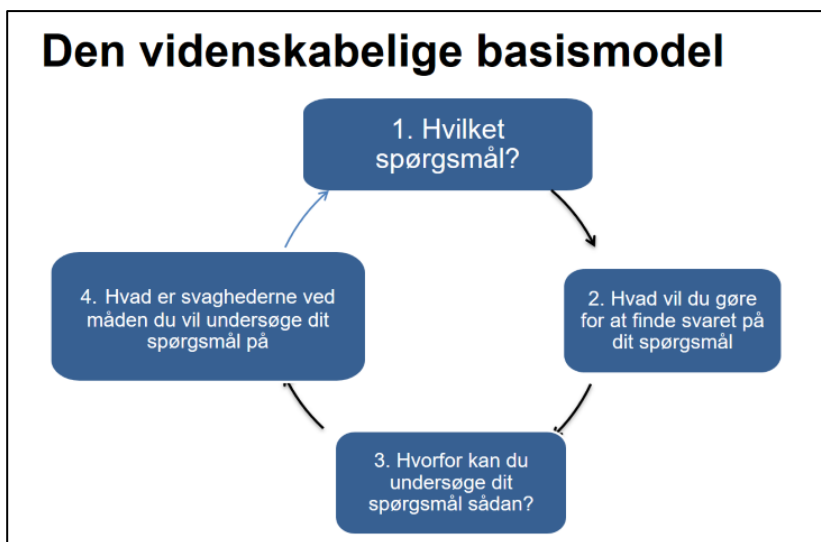 Den videnskabelige basismodel
1. Hvilket
spørgsmål?
2. Hvad vil du gøre
for at finde svaret på
dit spørgsmål
3. Hvorfor kan du
undersøge dit
spørgsmål sådan?
4. Hvad er svaghederne ved
måden du vil undersøge dit
spørgsmål på